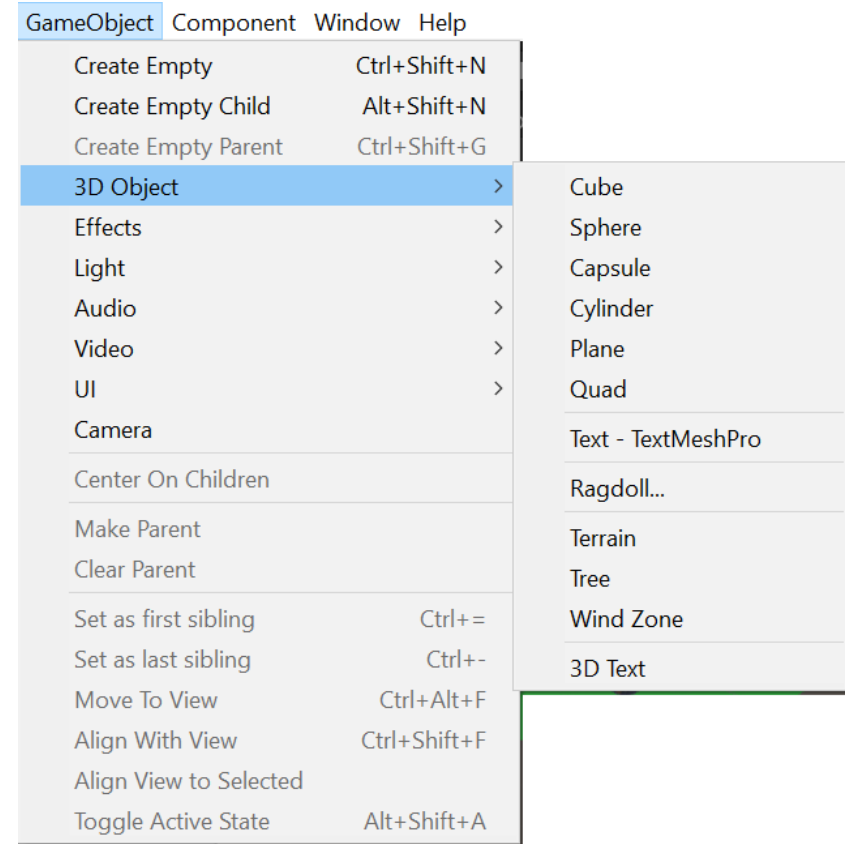 GameObject Component Window Help
Create Empty Ctrl+Shift+N
Create Empty Child Alt+Shift+N
Create Empty Parent Ctrl+Shift+G
3D Object >
Effects >
Light >
Audio >
Video >
UI >
Camera
Center On Children
Make Parent
Clear Parent
Set as first sibling Ctrl+=
Set as last sibling Ctrl+-
Move To View Ctrl+Alt+F
Align With View Ctrl+Shift+F
Align View to Selected
Toggle Active State Alt+Shift+A
Cube
Sphere
Capsule
Cylinder
Plane
Quad
Text - TextMeshPro
Ragdoll...
Terrain
Tree
Wind Zone
3D Text